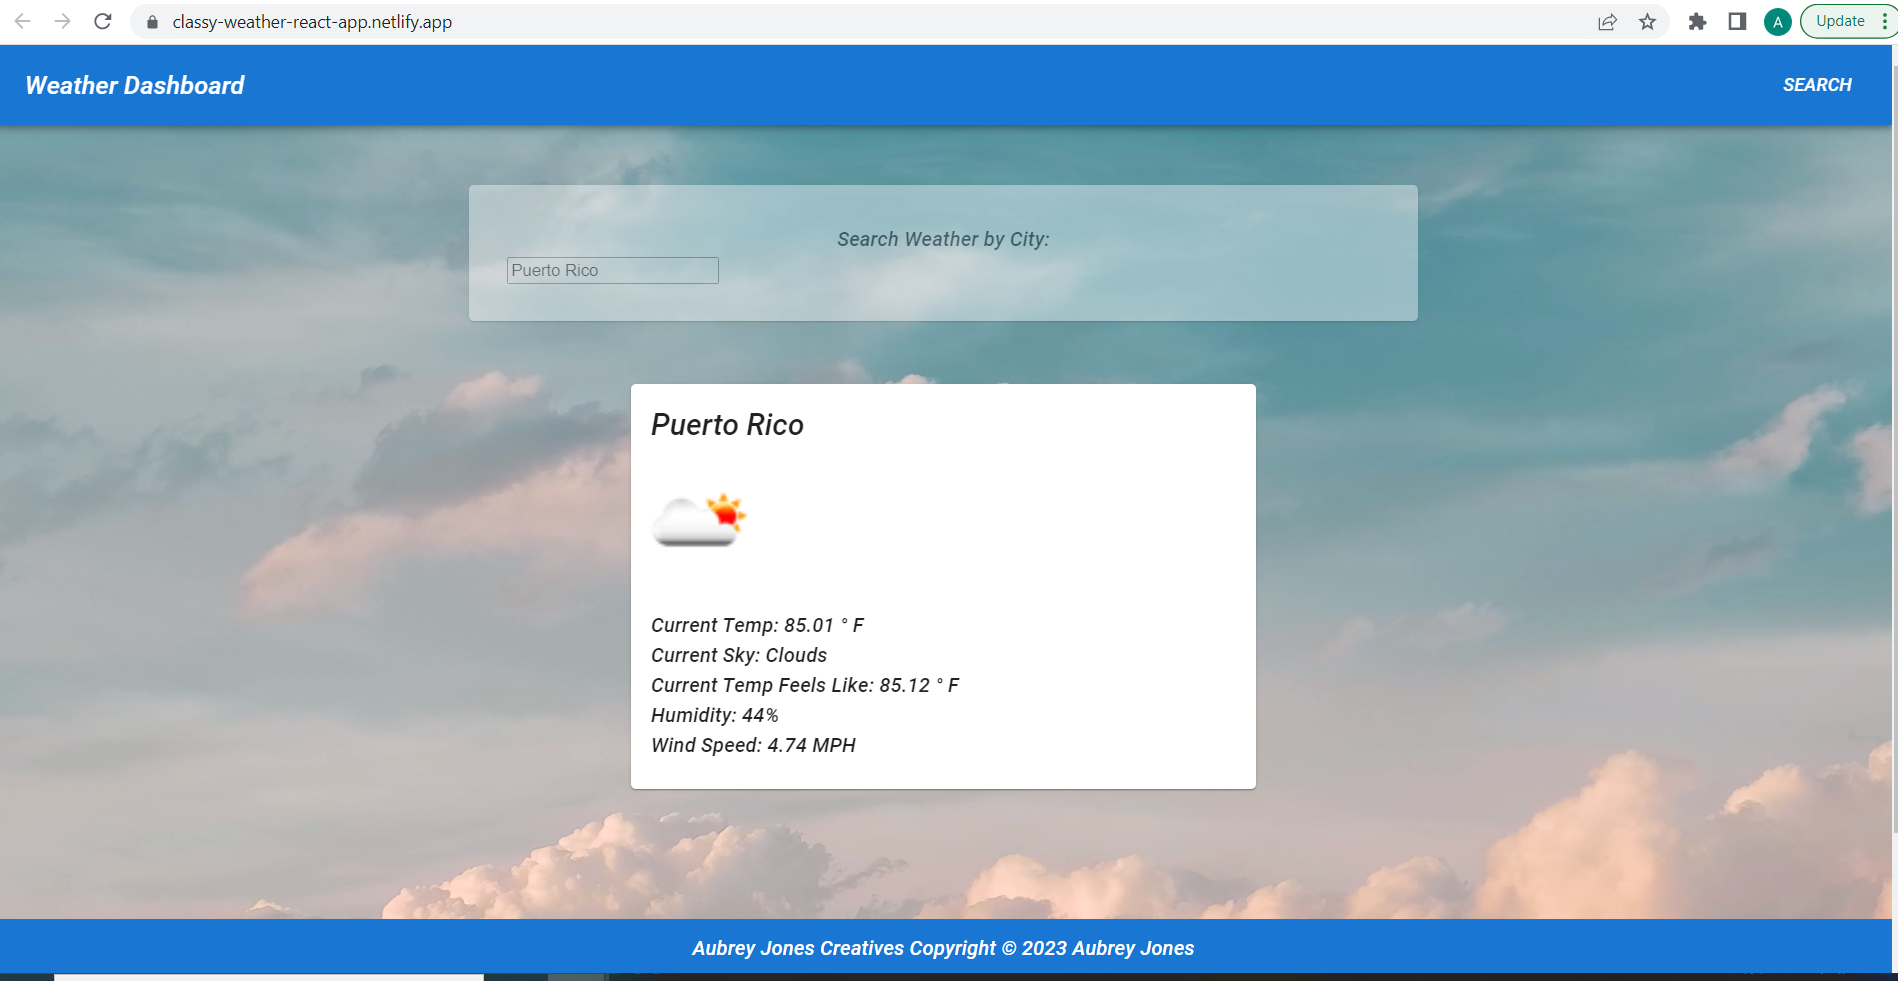 classy-weather-react-app.netlify.app
A
Update
Weather Dashboard
SEARCH
Search Weather by City:
Puerto Rico
Puerto Rico
Current Temp: 85.01 ° F
Current Sky: Clouds
Current Temp Feels Like: 85.12 ° F
Humidity: 44%
Wind Speed: 4.74 MPH
Aubrey Jones Creatives Copyright © 2023 Aubrey Jones